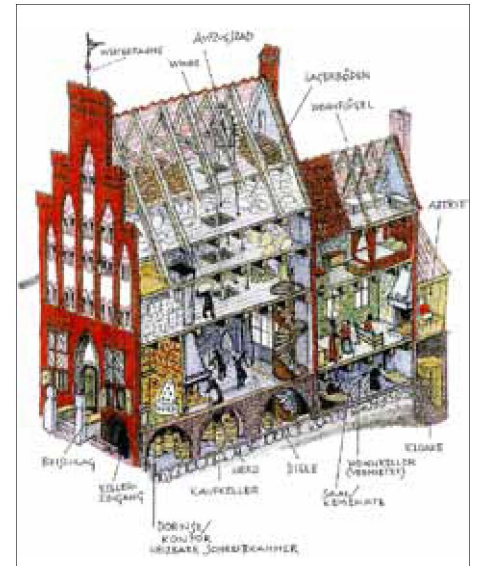 WETTERFAHNE
WINDE
AUFZUGSRAD
LAGERBÖDEN
WOHNFLÜGEL
ABTRITT
BEISCHLAG
KELLER-
EINGANG
KAUFKELLER
HERD
DIELE
WOHNKELLER
(VERMIETET)
KLOAKE
SAAL/
KEMENATE
DORNSE/
KONTOR
HEIZBARE SCHREIBKAMMER